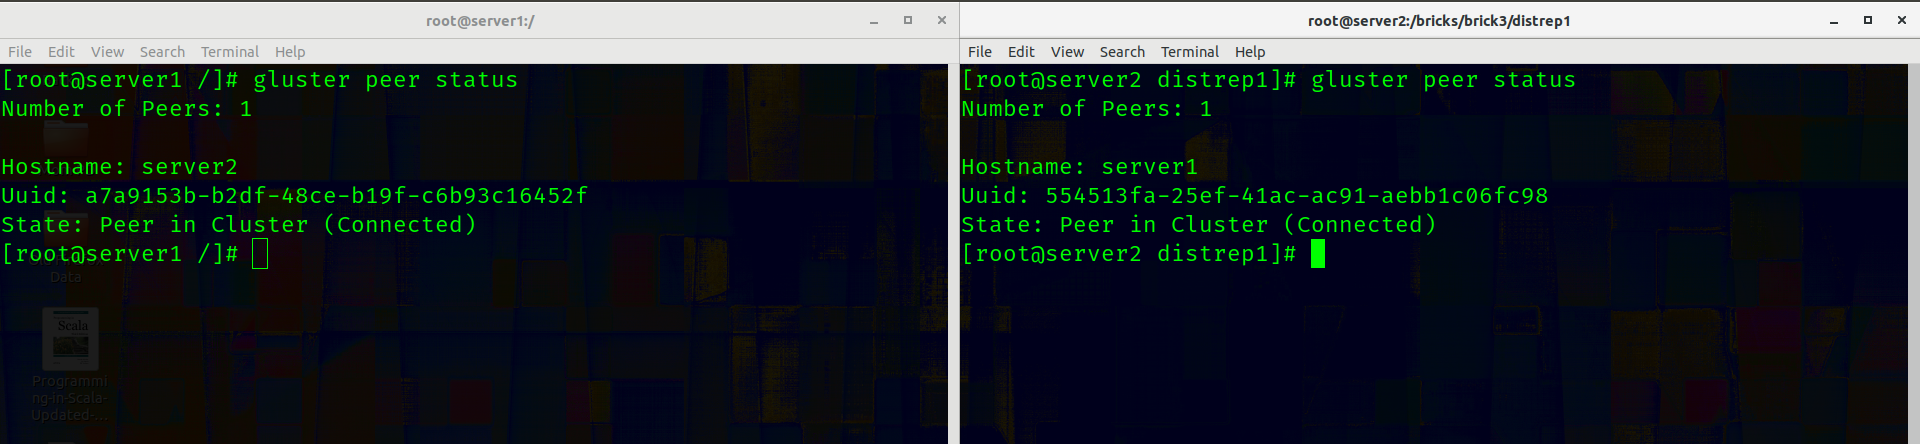 root@server1:/
File Edit View Search Terminal Help
[root@server1 /]# gluster peer status
Number of Peers: 1
Hostname: server2
Uuid: a7a9153b-b2df-48ce-b19f-c6b93c16452f
State: Peer in Cluster (Connected)
[root@server1 /]#
Data
Scala
Programmi
ng-in-Scala-
Updated-...
root@server2:/bricks/brick3/distrep1
File Edit View Search Terminal Help
[root@server2 distrep1]# gluster peer status
Number of Peers: 1
Hostname: server1
Uuid: 554513fa-25ef-41ac-ac91-aebb1c06fc98
State: Peer in Cluster (Connected)
[root@server2 distrep1]#